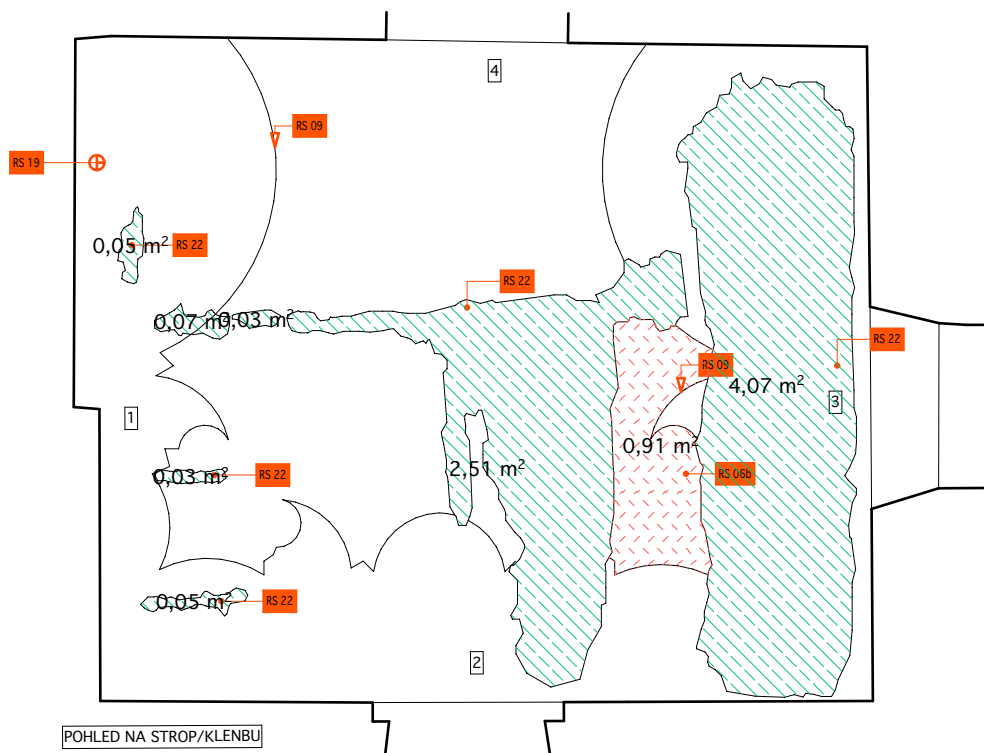 4
RS 09
RS 19
0,05 m²
RS 22
RS 22
0,07 m²
0,03 m²
RS 22
RS 09
4,07 m²
3
1
0,91 m²
2,51 m²
RS 06b
0,03 m²
RS 22
0,05 m²
RS 22
2
POHLED NA STROP/KLENBU